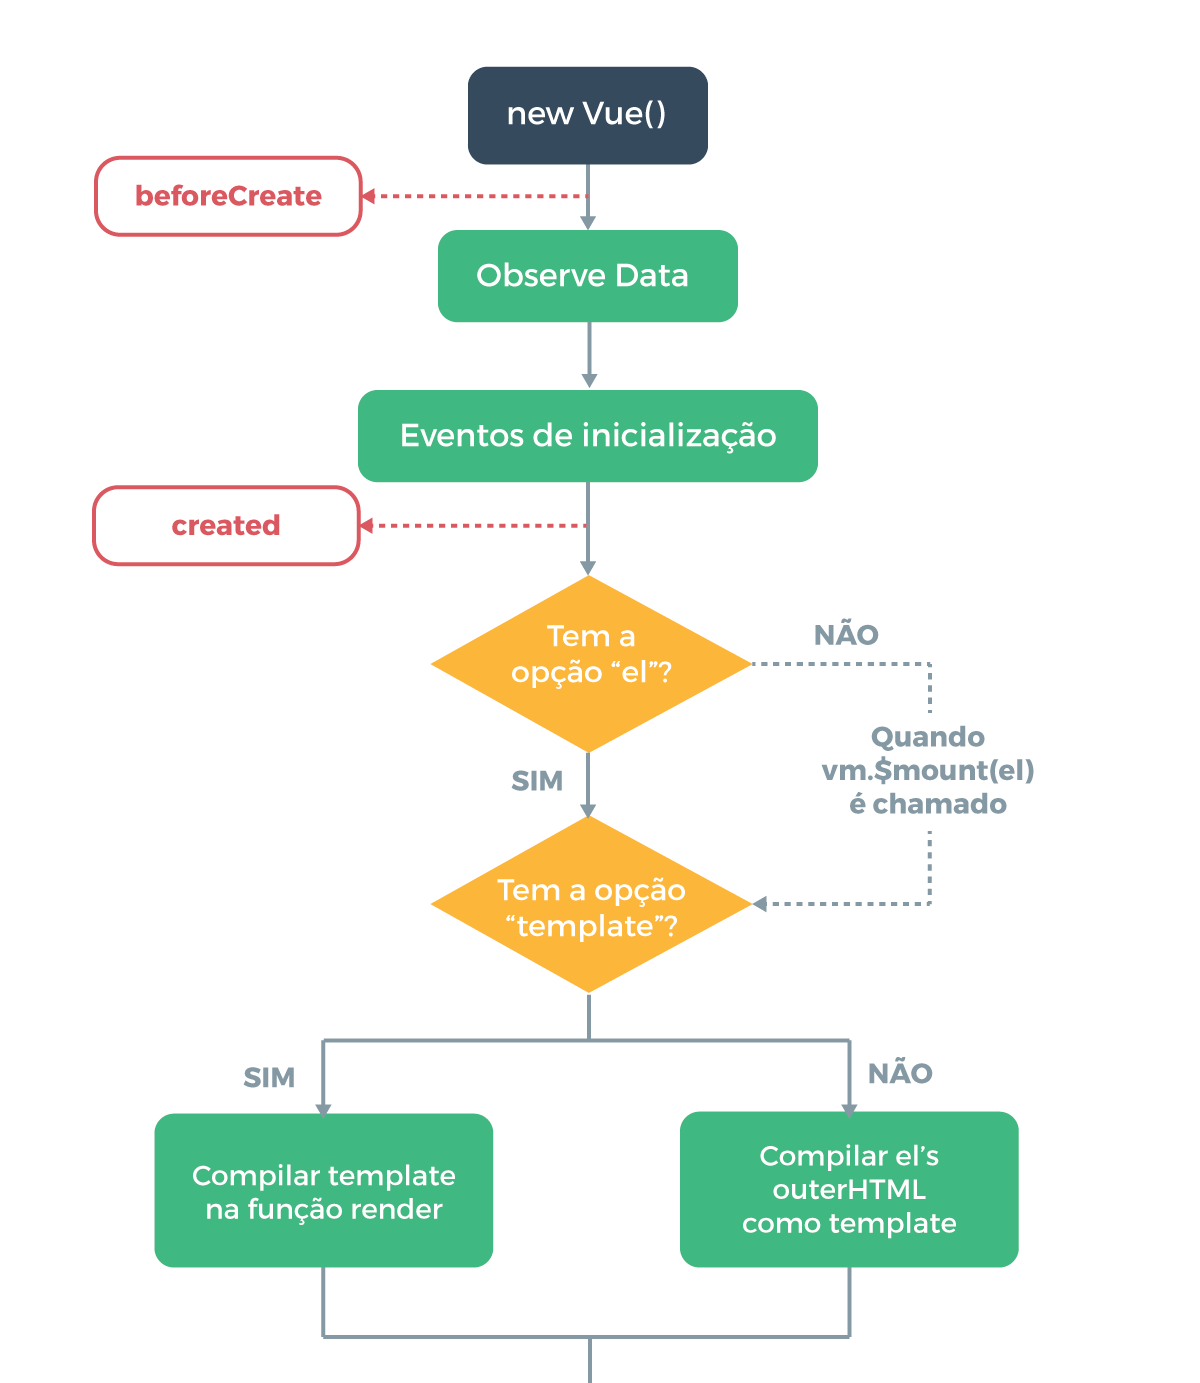 new Vue()
beforeCreate
Observe Data
Eventos de inicialização
created
Tem a
opção “el”?
NÃO
Quando
vm.$mount(el)
é chamado
SIM
Tem a opção
“template”?
SIM
NÃO
Compilar template
na função render
Compilar el’s
outerHTML
como template